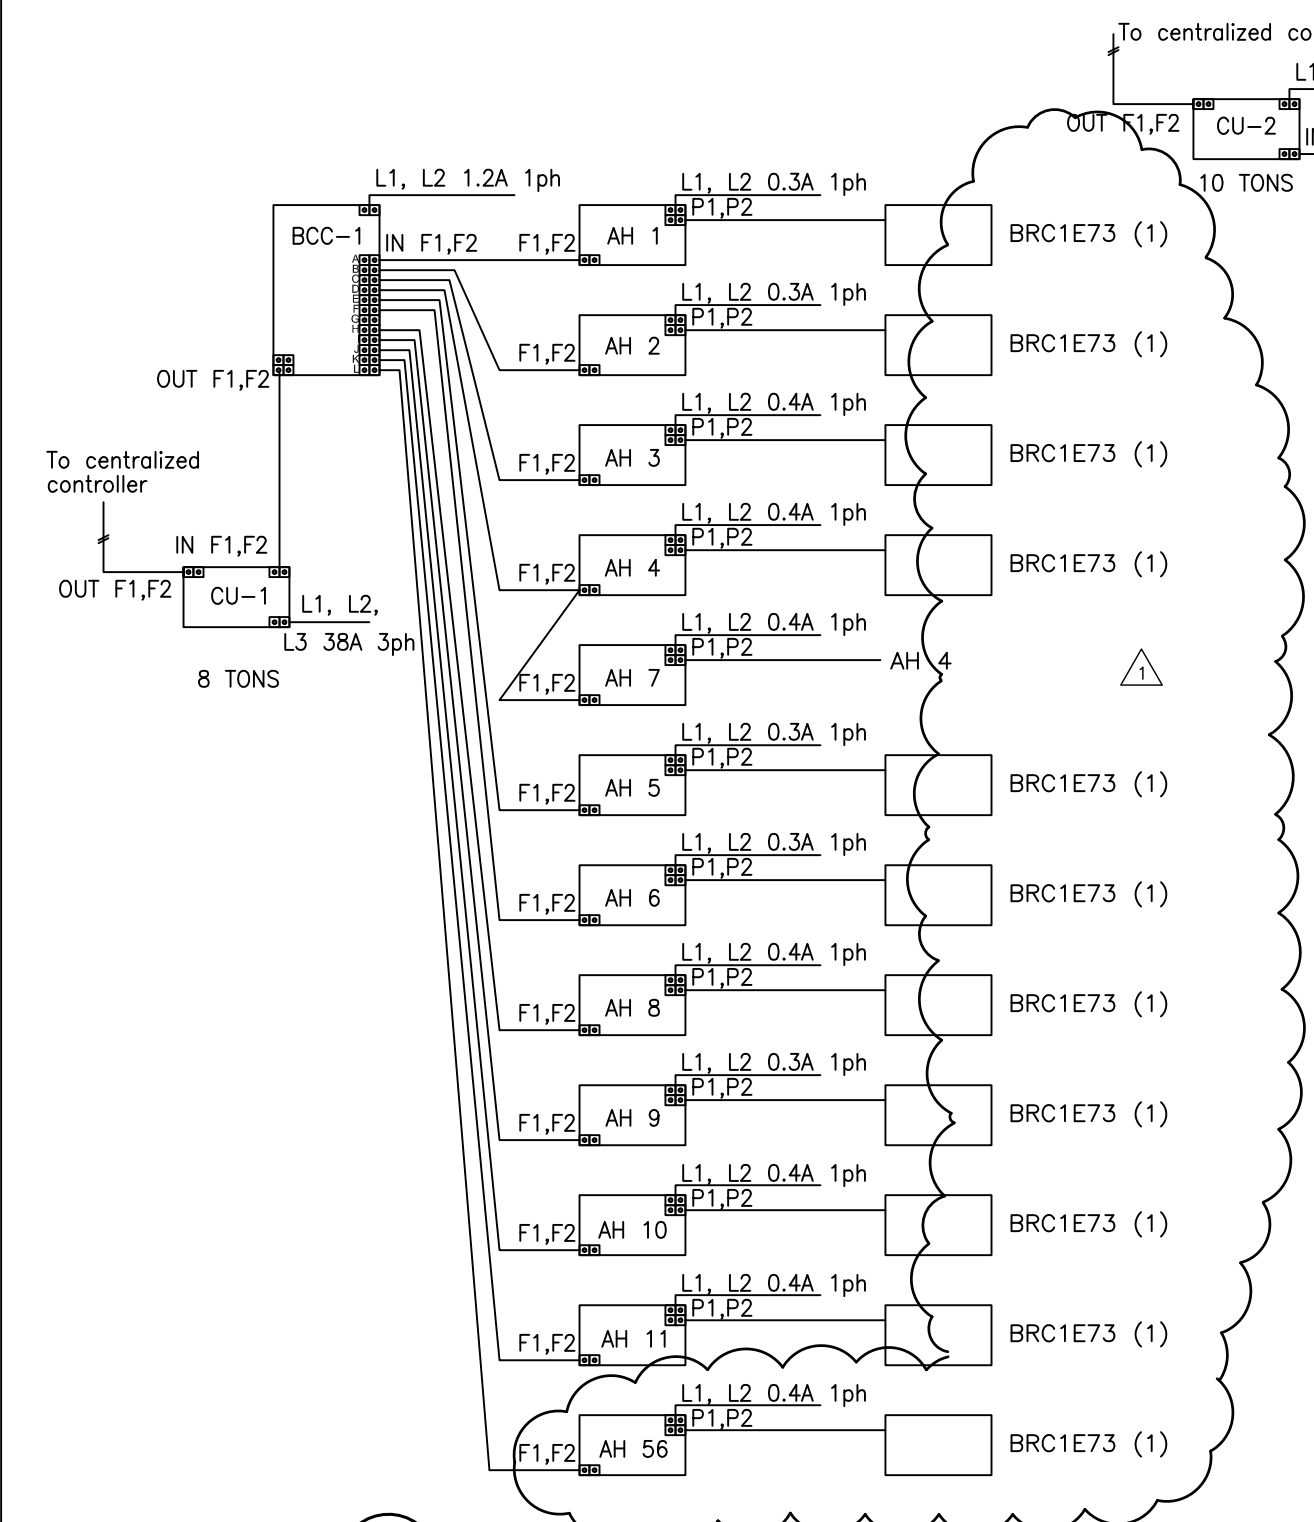 To centralized co
L1
OUT F1,F2
CU-2
IN
10 TONS
L1, L2 1.2A 1ph
BCC-1
IN F1,F2
A
B
C
D
E
F
G
H
J
K
L
OUT F1,F2
To centralized
controller
IN F1,F2
OUT F1,F2
CU-1
L1, L2,
L3 38A 3ph
8 TONS
L1, L2 0.3A 1ph
P1,P2
F1,F2
AH 1
BRC1E73 (1)
L1, L2 0.3A 1ph
P1,P2
F1,F2
AH 2
BRC1E73 (1)
L1, L2 0.4A 1ph
P1,P2
F1,F2
AH 3
BRC1E73 (1)
L1, L2 0.4A 1ph
P1,P2
F1,F2
AH 4
BRC1E73 (1)
L1, L2 0.4A 1ph
P1,P2
AH 4
F1,F2
AH 7
1
L1, L2 0.3A 1ph
P1,P2
F1,F2
AH 5
BRC1E73 (1)
L1, L2 0.3A 1ph
P1,P2
F1,F2
AH 6
BRC1E73 (1)
L1, L2 0.4A 1ph
P1,P2
F1,F2
AH 8
BRC1E73 (1)
L1, L2 0.3A 1ph
P1,P2
F1,F2
AH 9
BRC1E73 (1)
L1, L2 0.4A 1ph
P1,P2
F1,F2
AH 10
BRC1E73 (1)
L1, L2 0.4A 1ph
P1,P2
F1,F2
AH 11
BRC1E73 (1)
L1, L2 0.4A 1ph
P1,P2
F1,F2
AH 56
BRC1E73 (1)